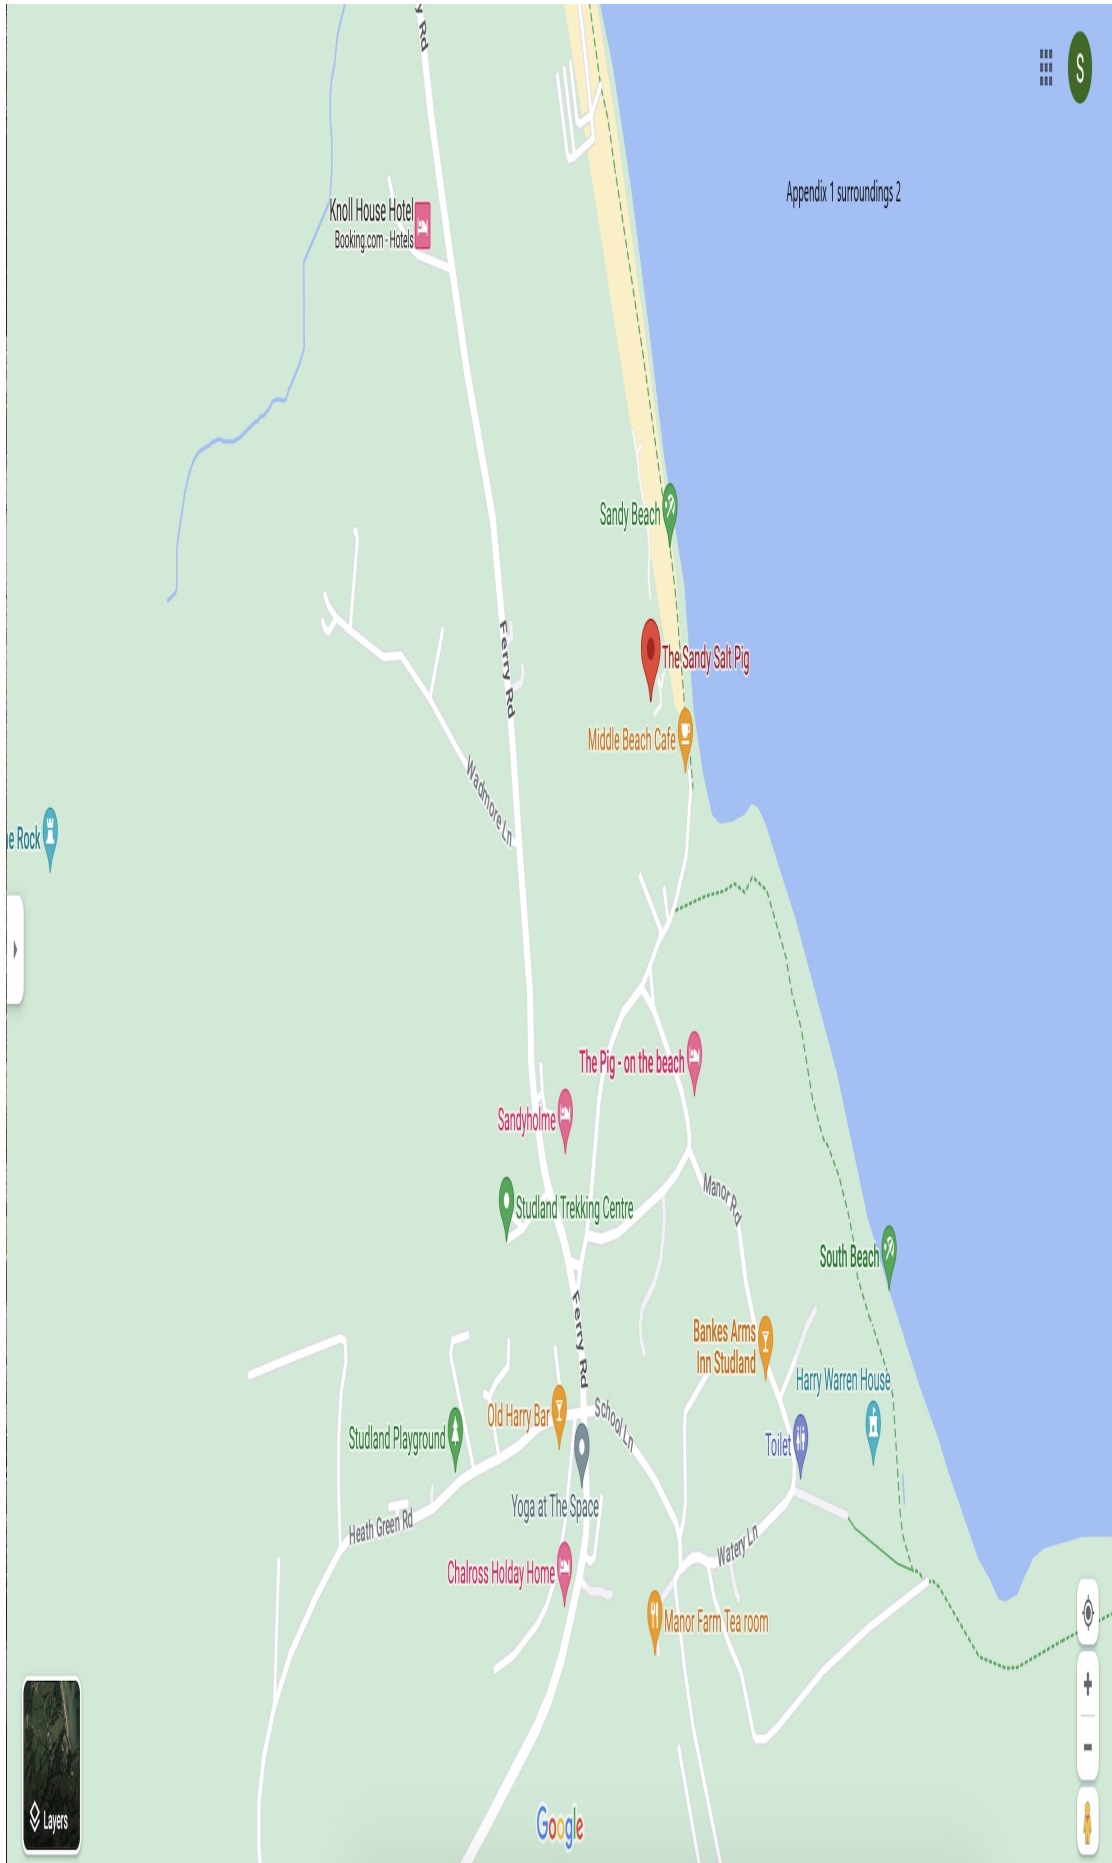 y Rd
S
Appendix 1 surroundings 2
Knoll House Hotel
Booking.com - Hotels
Sandy Beach
Ferry Rd
The Sandy Salt Pig
Middle Beach Cafe
Wadmore Ln
e Rock
The Pig - on the beach
Sandyholme
Studland Trekking Centre
Manor Rd
South Beach
Ferry Rd
Bankes Arms
Inn Studland
Harry Warren House
Old Harry Bar
School Ln
Studland Playground
Toilet
Yoga at The Space
Heath Green Rd
Watery Ln
Chalross Holday Home
Manor Farm Tea room
Layers
Google